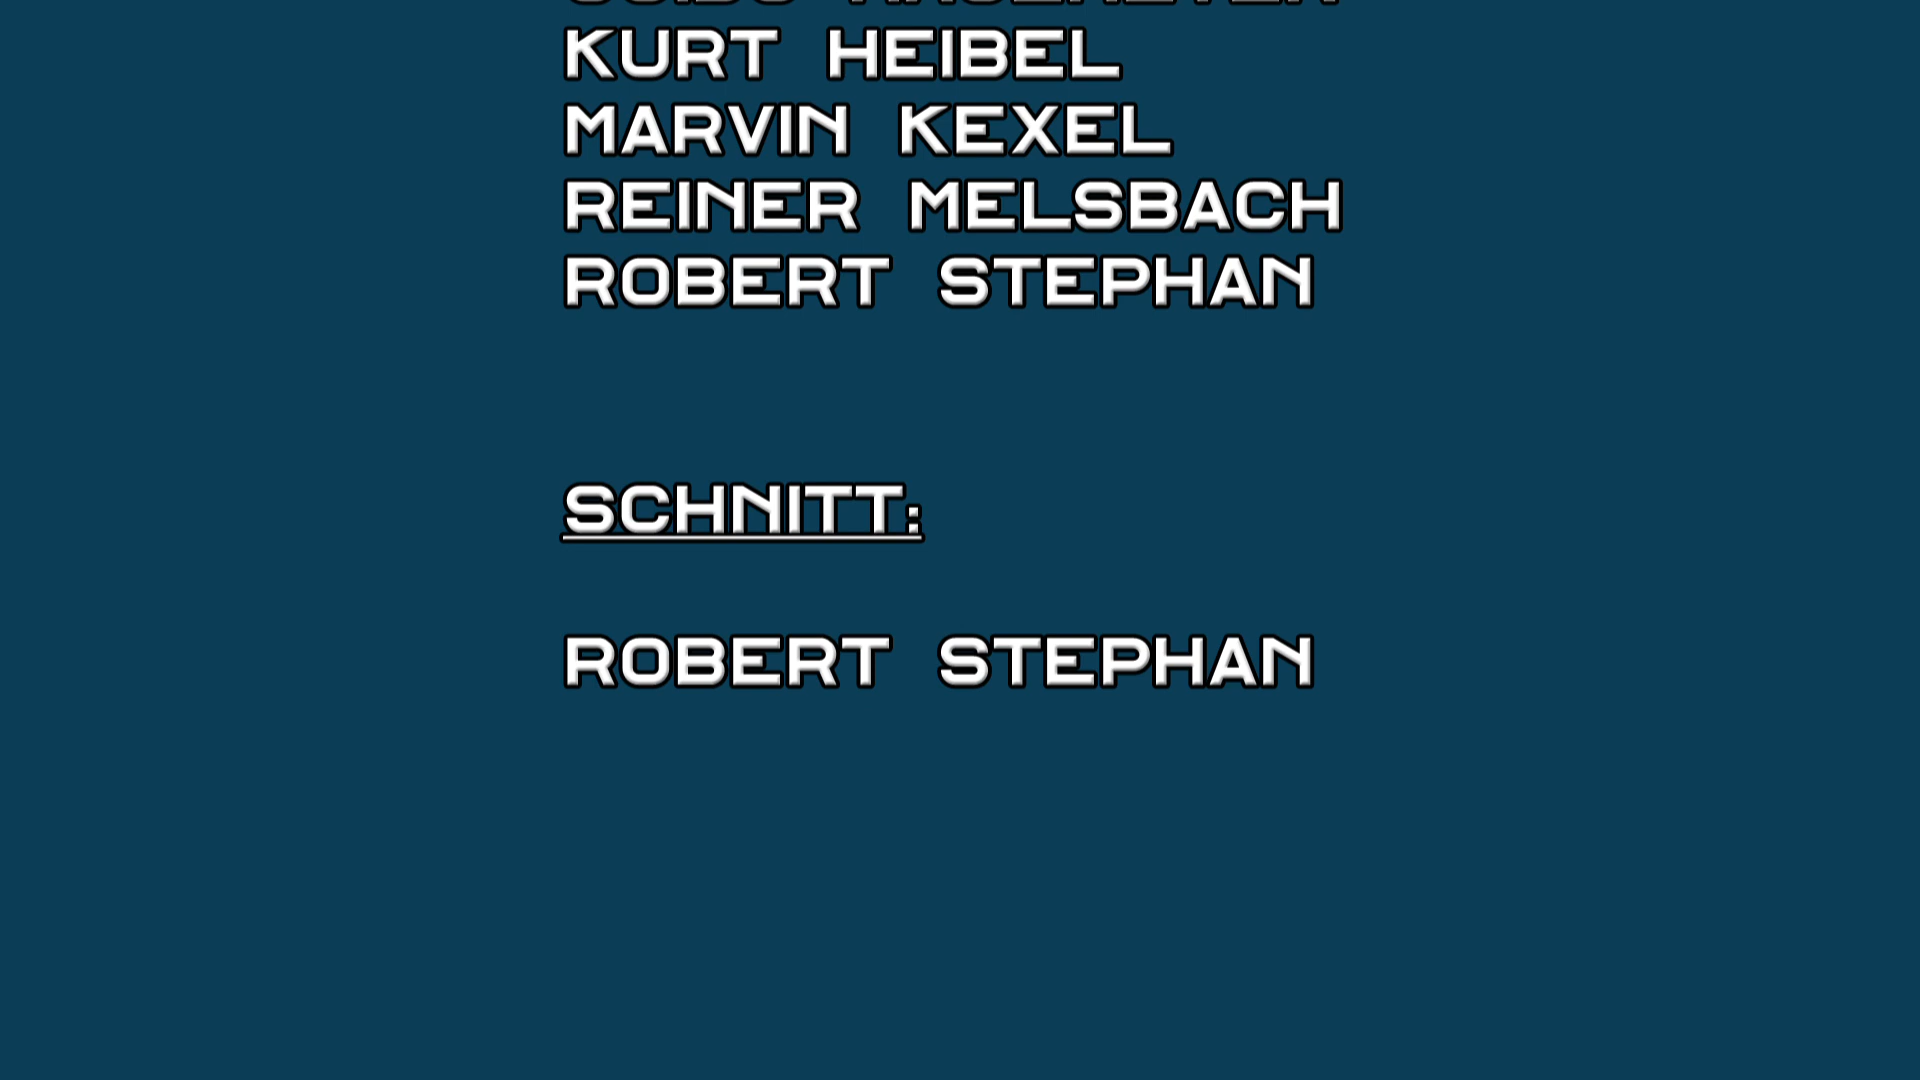 KURT HEIBEL
MARVIN KEXEL
REINER MELSBACH
ROBERT STEPHAN
SCHNITT:
ROBERT STEPHAN